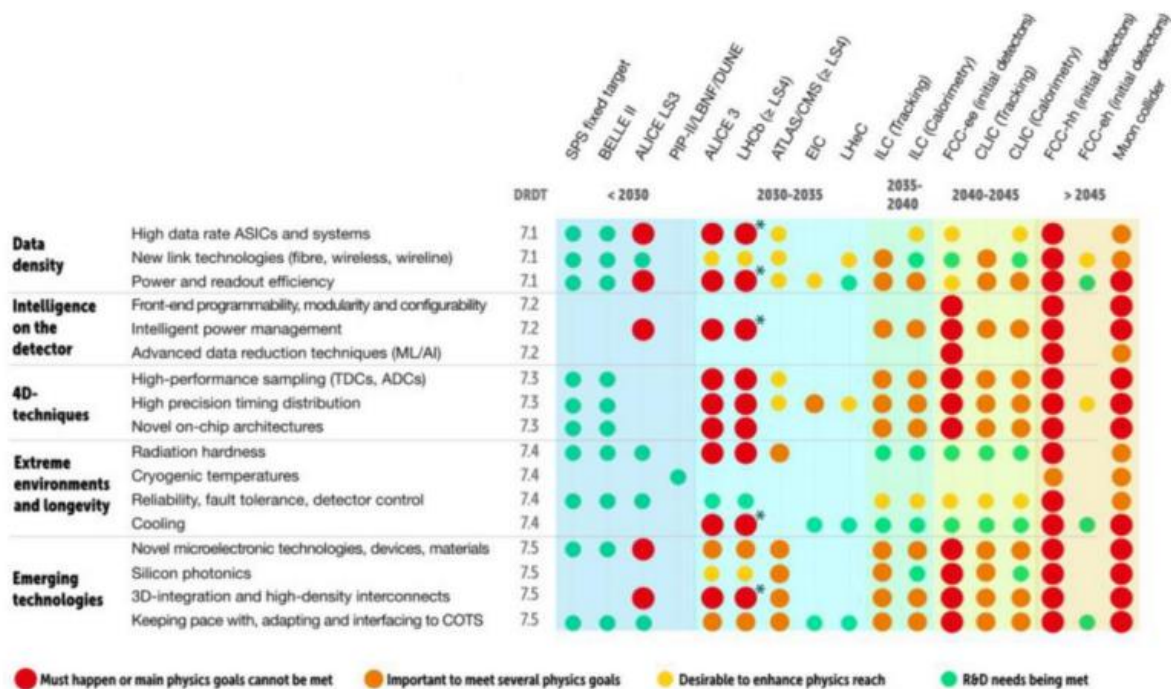 SPS fixed target
BELLE II
ALICE LS3
PIP-II/LBNF/DUNE
ALICE 3
LHCb (≥ LS4)
ATLAS/CMS (≥ LS4)
EIC
LHeC
ILC (Tracking)
ILC (Calorimetry)
FCC-ee (initial detectors)
CLIC (Tracking)
CLIC (Calorimetry)
FCC-hh (initial detectors)
FCC-eh (initial detectors)
Muon collider
DRDT < 2030 2030-2035 2035-2040 2040-2045 > 2045
Data density
High data rate ASICs and systems 7.1 *
New link technologies (fibre, wireless, wireline) 7.1
Power and readout efficiency 7.1 *
Intelligence on the detector
Front-end programmability, modularity and configurability 7.2
Intelligent power management 7.2 *
Advanced data reduction techniques (ML/AI) 7.2
4D-techniques
High-performance sampling (TDCs, ADCs) 7.3
High precision timing distribution 7.3
Novel on-chip architectures 7.3
Extreme environments and longevity
Radiation hardness 7.4
Cryogenic temperatures 7.4
Reliability, fault tolerance, detector control 7.4
Cooling 7.4 *
Emerging technologies
Novel microelectronic technologies, devices, materials 7.5
Silicon photonics 7.5
3D-integration and high-density interconnects 7.5 *
Keeping pace with, adapting and interfacing to COTS 7.5
Must happen or main physics goals cannot be met Important to meet several physics goals Desirable to enhance physics reach R&D needs being met